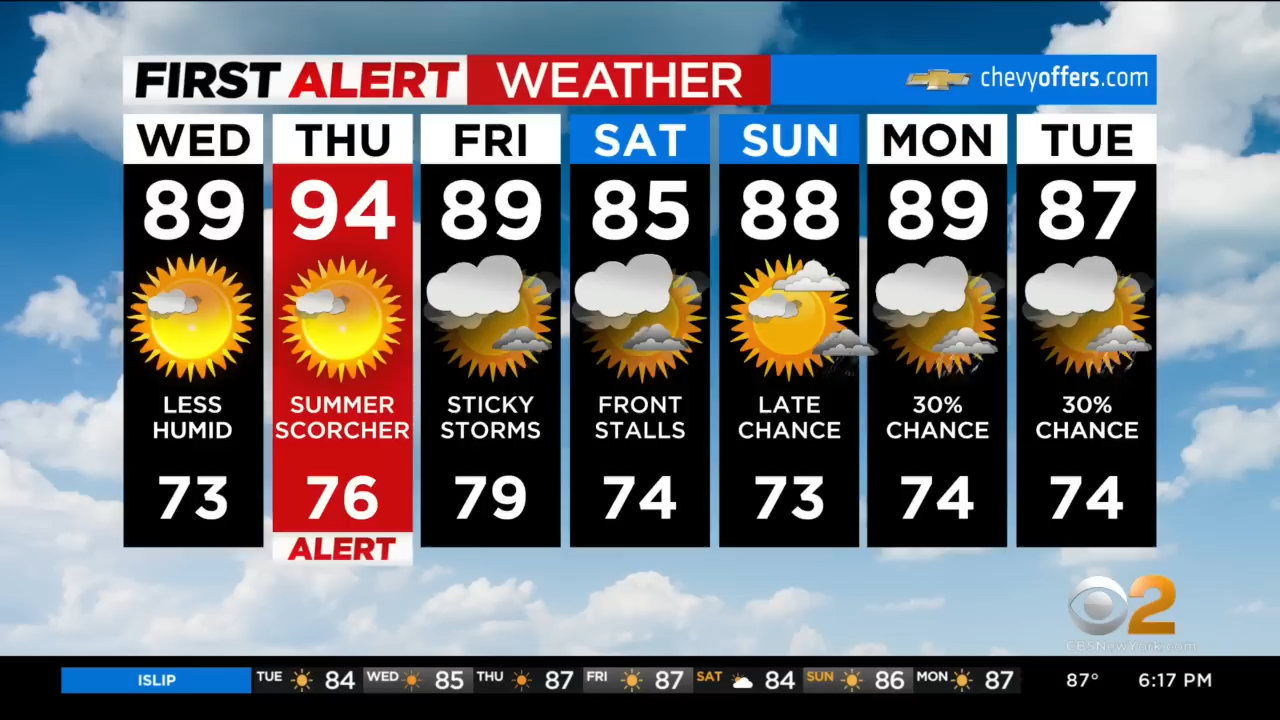 FIRST ALERT WEATHER
chevyoffers.com
WED THU FRI SAT SUN MON TUE
89 94 89 85 88 89 87
LESS SUMMER STICKY FRONT LATE 30% 30%
HUMID SCORCHER STORMS STALLS CHANCE CHANCE CHANCE
73 76 79 74 73 74 74
ALERT
2
CBSNewYork.com
ISLIP TUE 84 WED 85 THU 87 FRI 87 SAT 84 SUN 86 MON 87 87° 6:17 PM